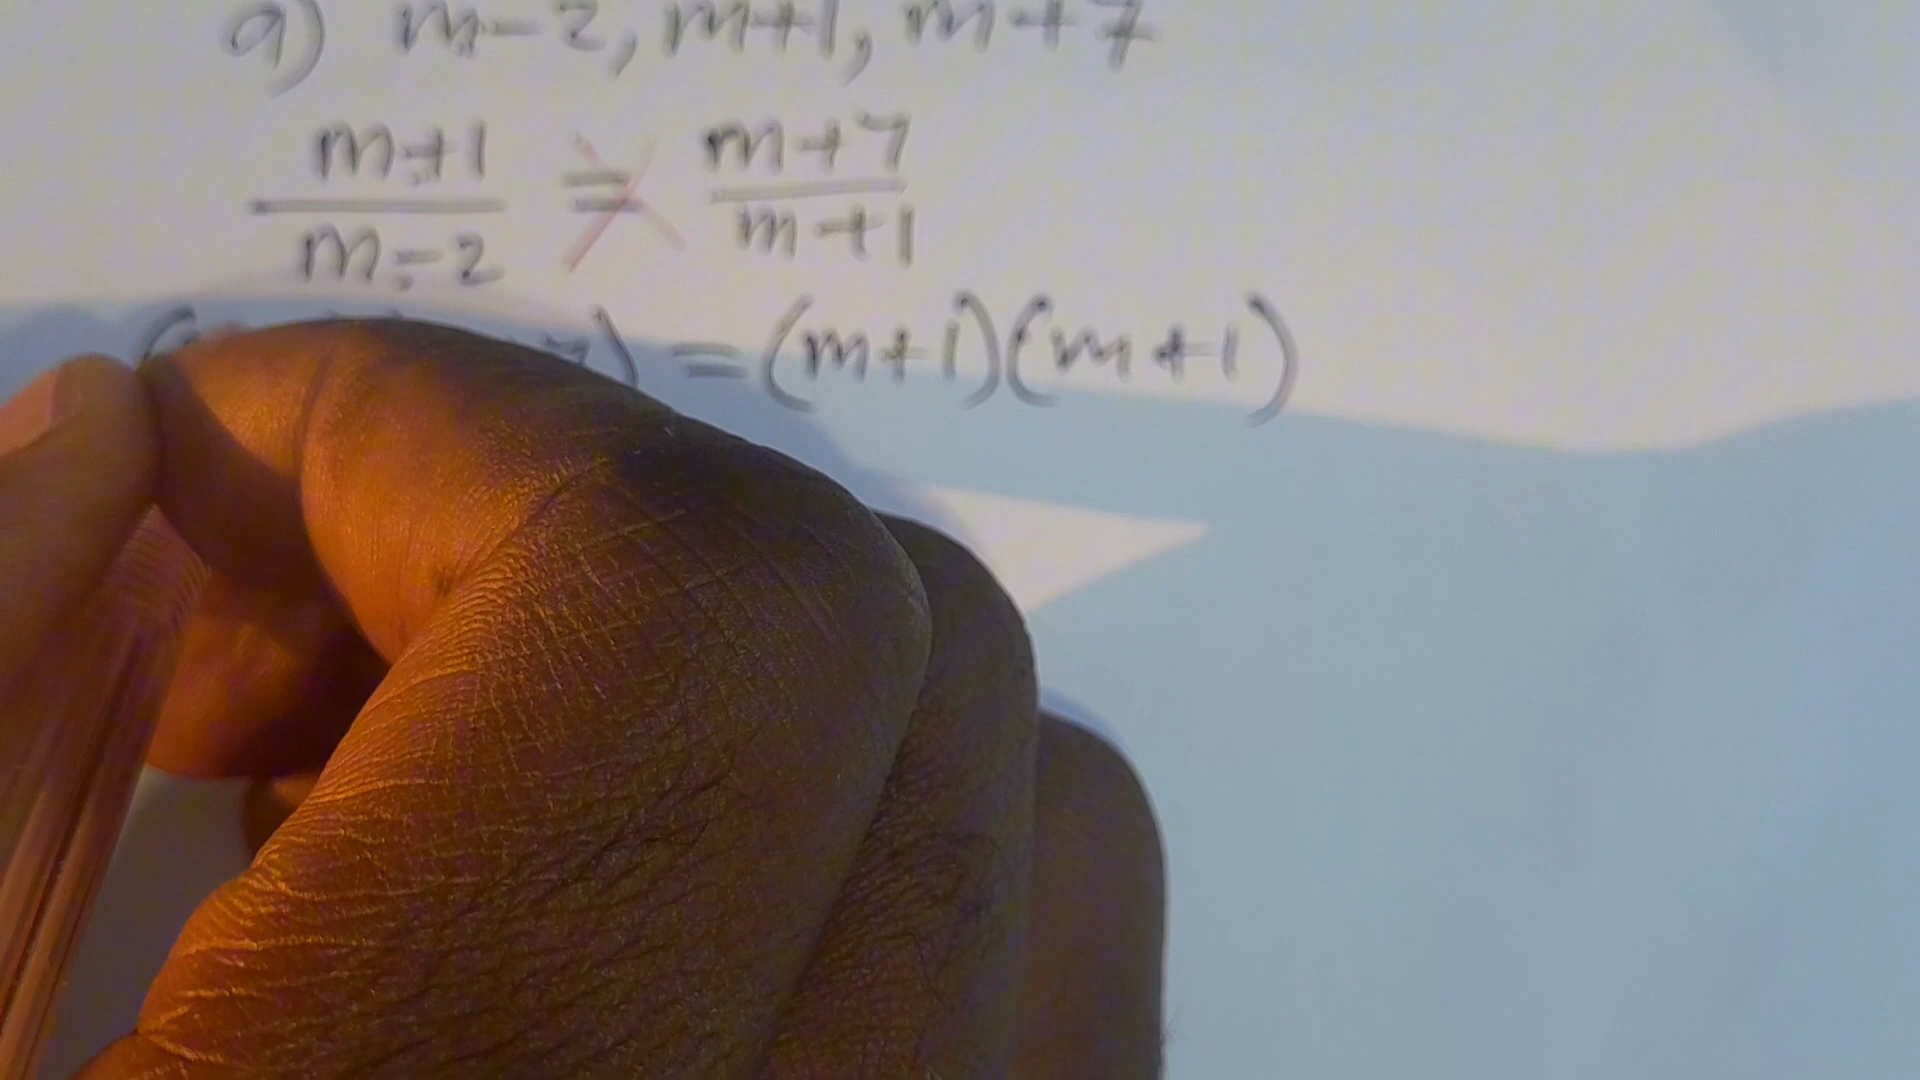 a) m-2, m+1, m+7
m+1 = m+7
m-2 m+1
) = (m+1)(m+1)